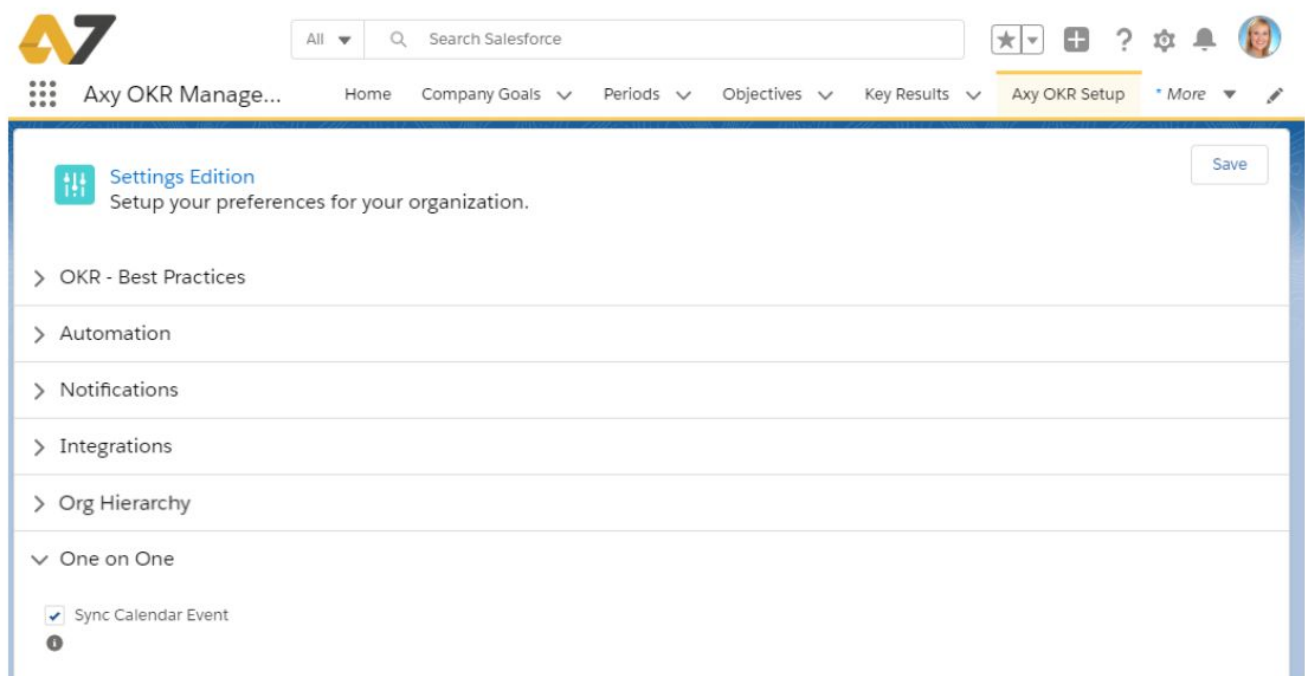 A7
All Search Salesforce
Axy OKR Manage... Home Company Goals Periods Objectives Key Results Axy OKR Setup * More
Settings Edition
Save
Setup your preferences for your organization.
OKR - Best Practices
Automation
Notifications
Integrations
Org Hierarchy
One on One
Sync Calendar Event